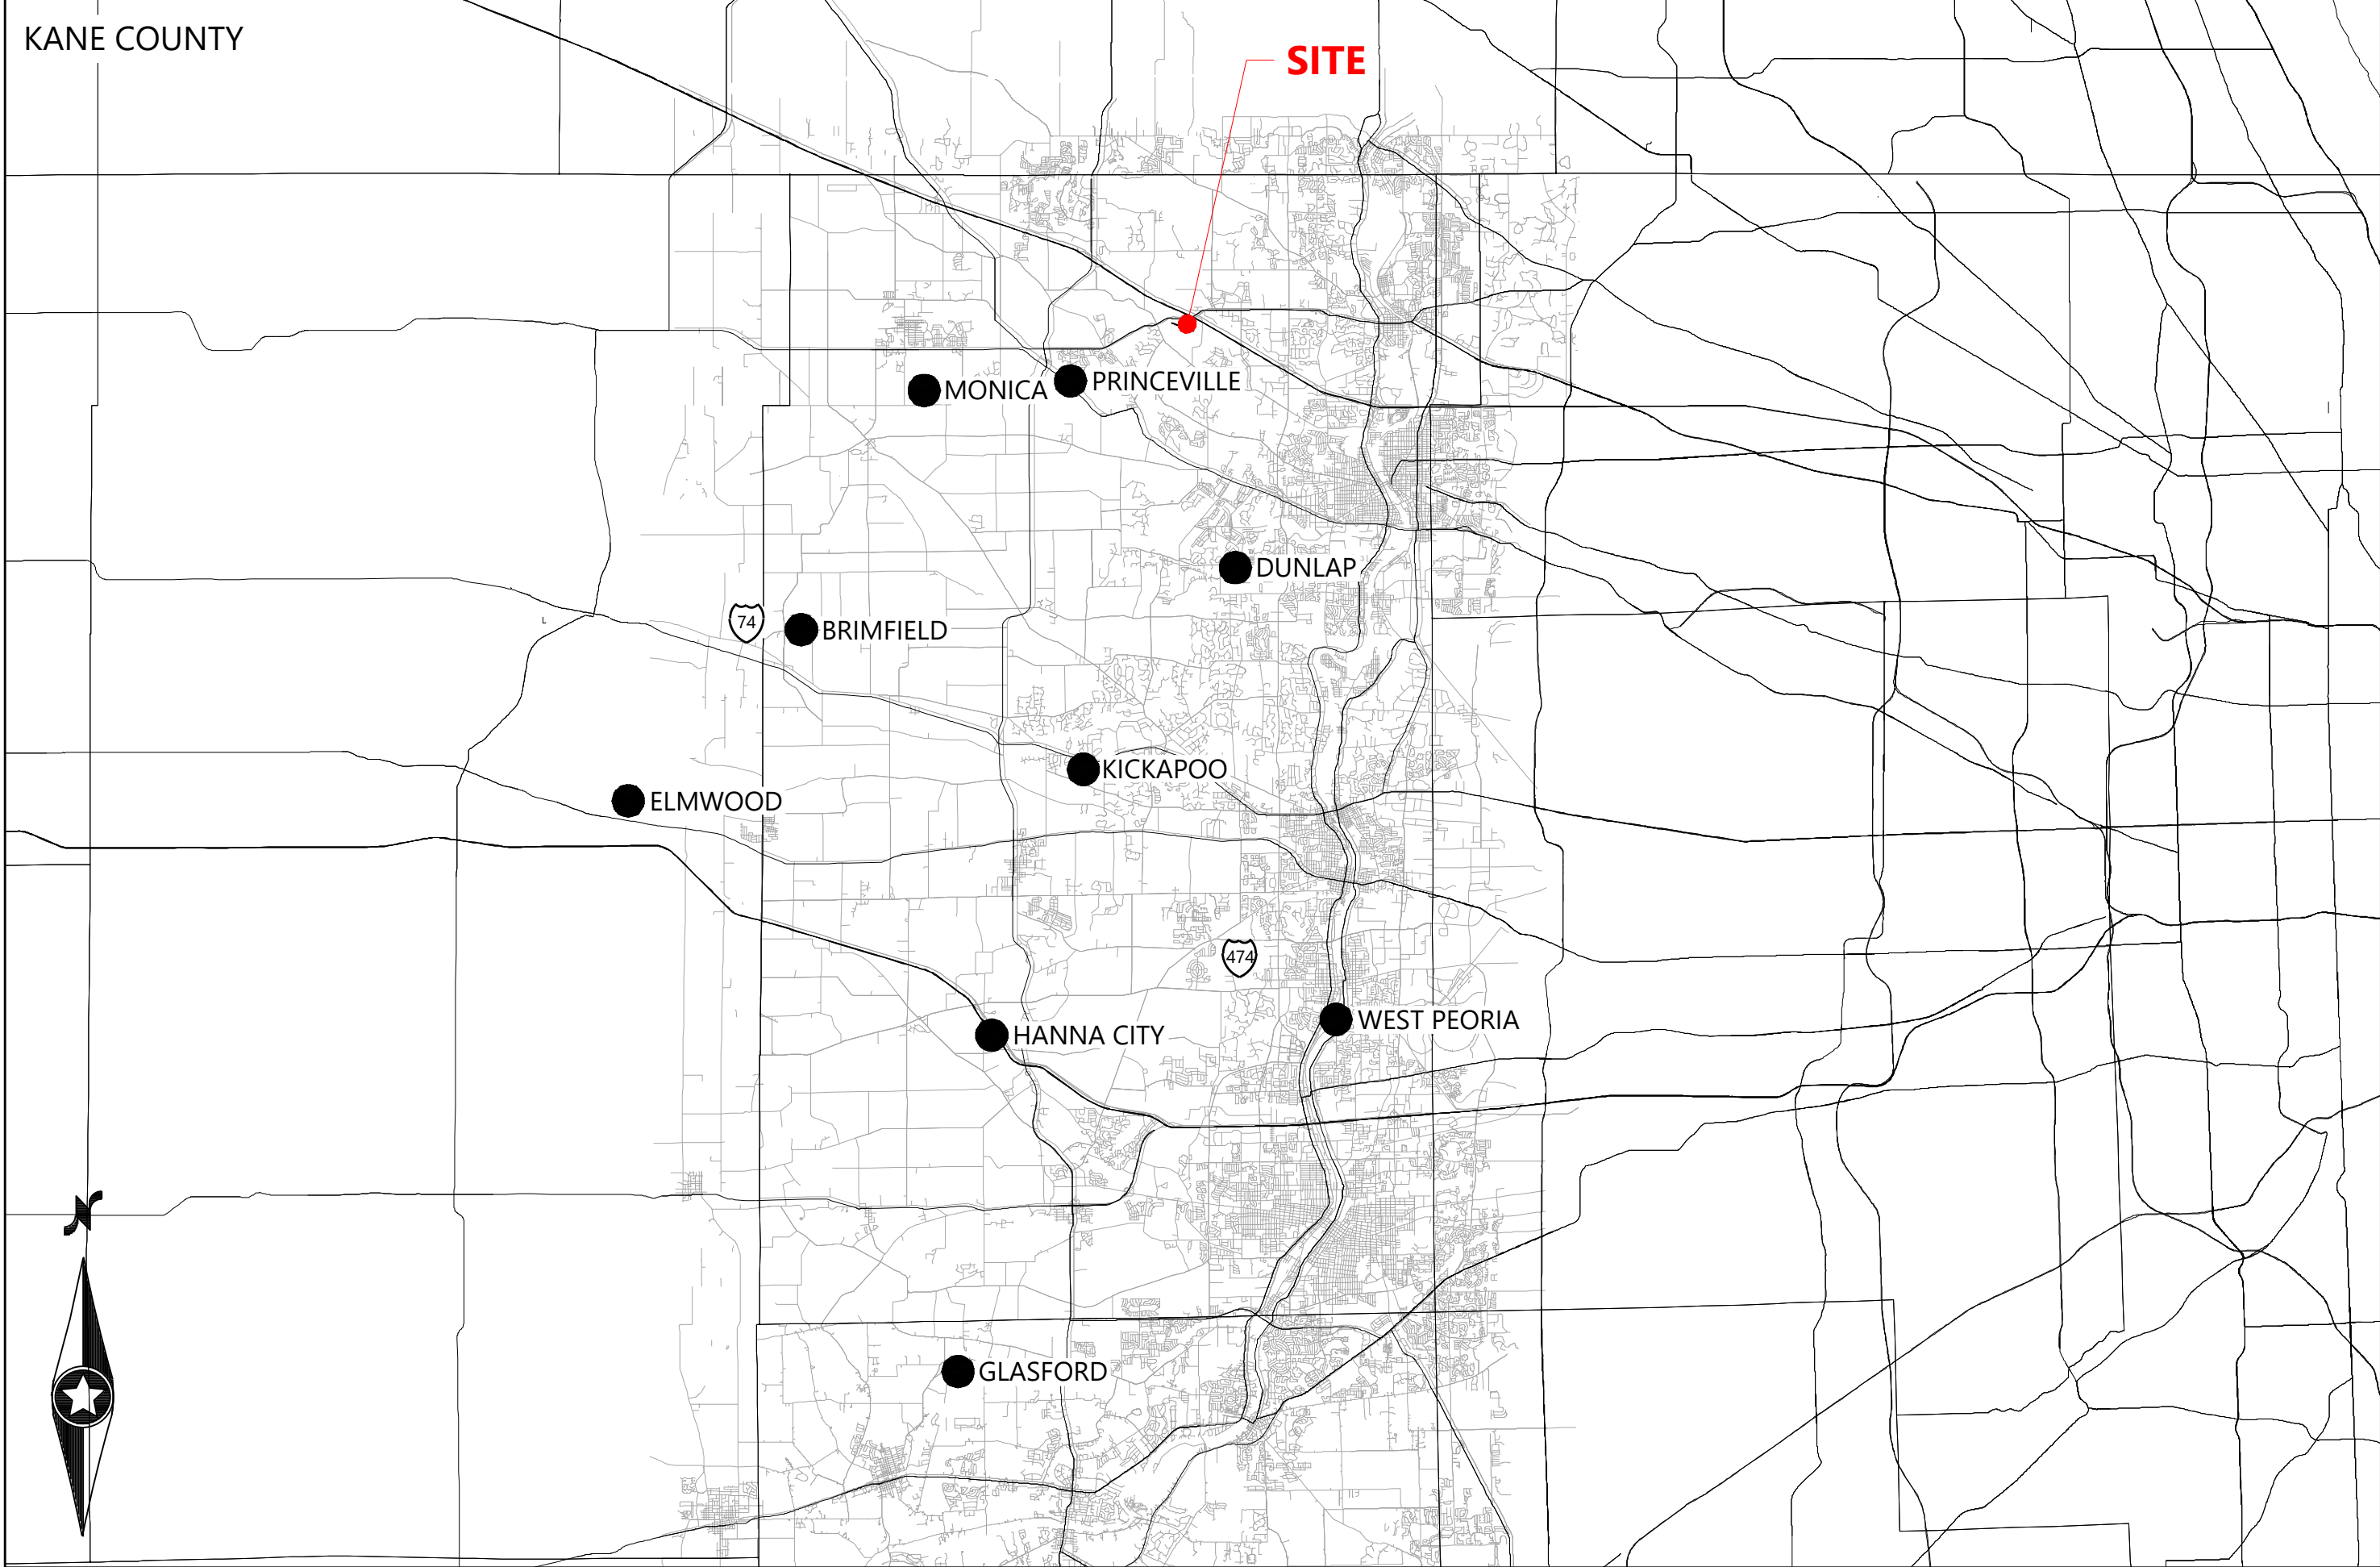 KANE COUNTY
SITE
MONICA
PRINCEVILLE
DUNLAP
74
BRIMFIELD
KICKAPOO
ELMWOOD
474
HANNA CITY
WEST PEORIA
N
GLASFORD